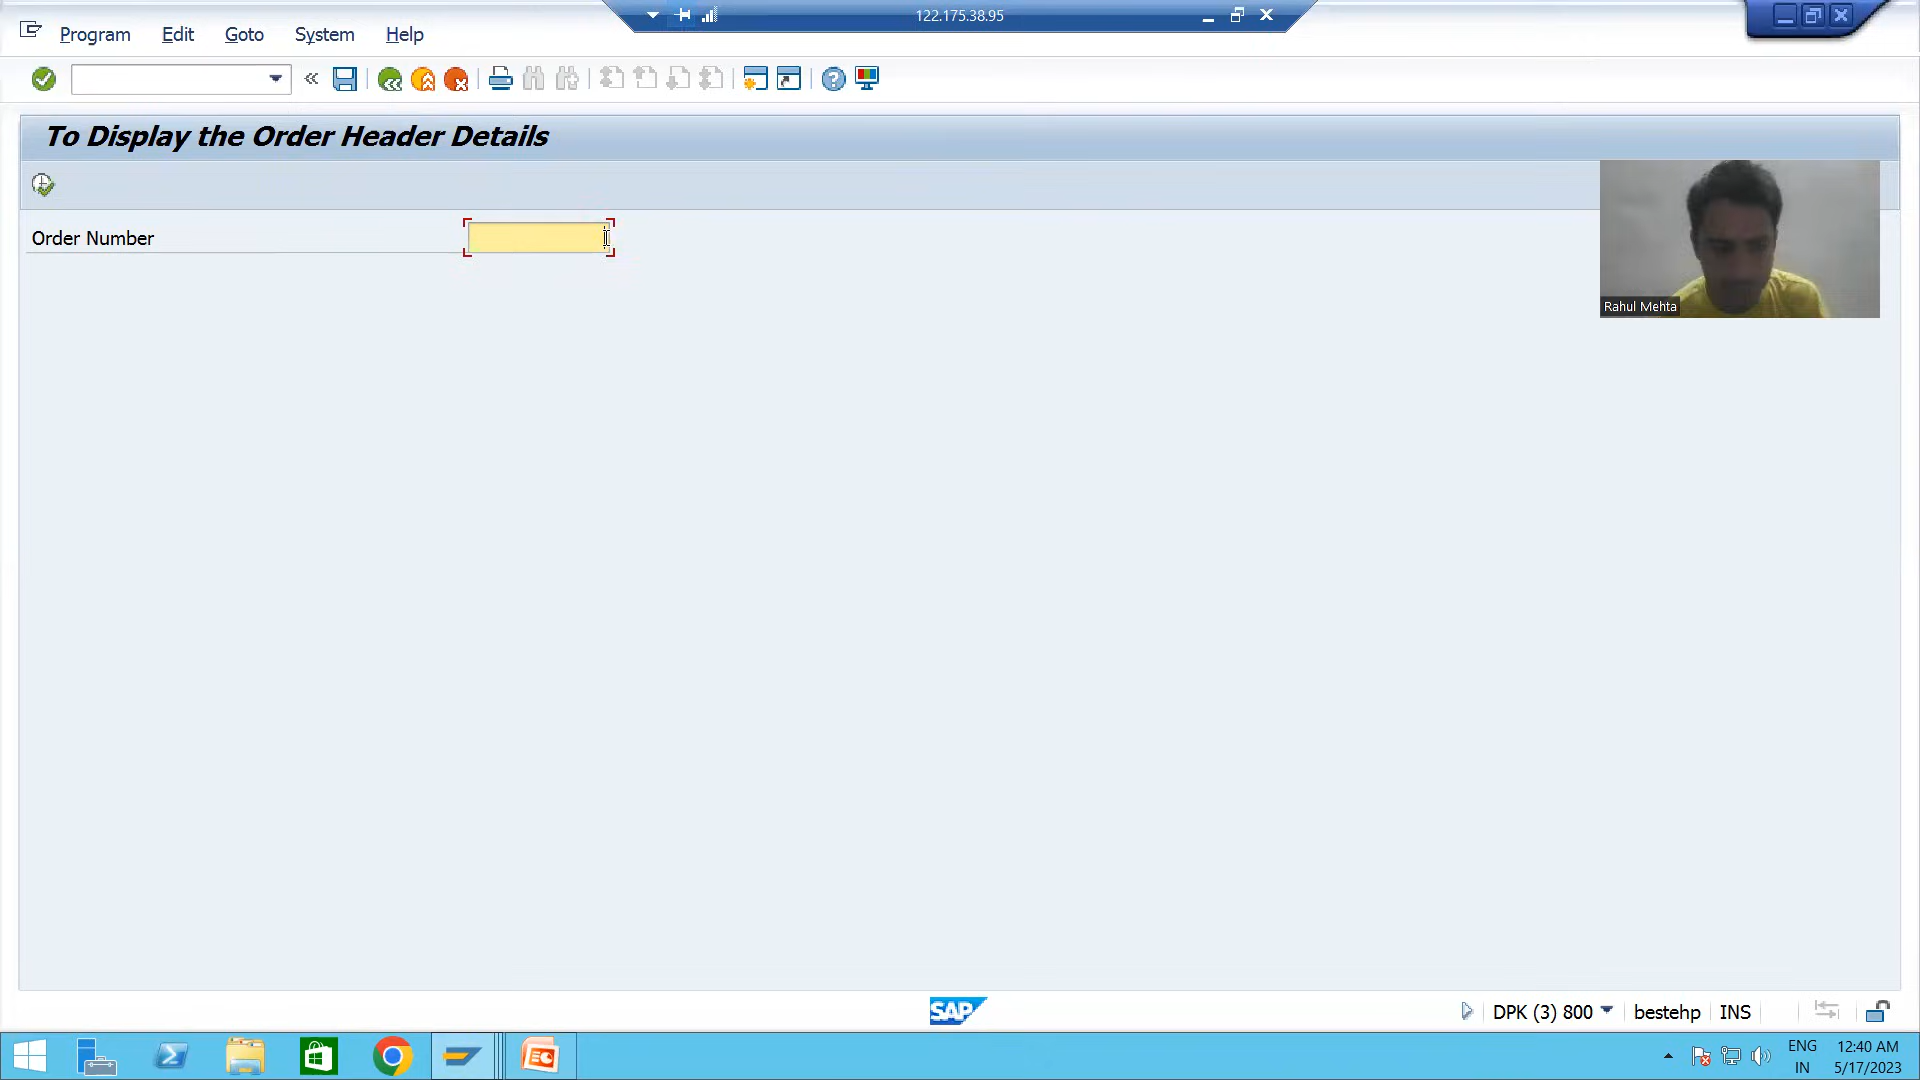 122.175.38.95
Program Edit Goto System Help
To Display the Order Header Details
Order Number
Rahul Mehta
SAP
DPK (3) 800 bestehp INS
ENG 12:40 AM
IN 5/17/2023